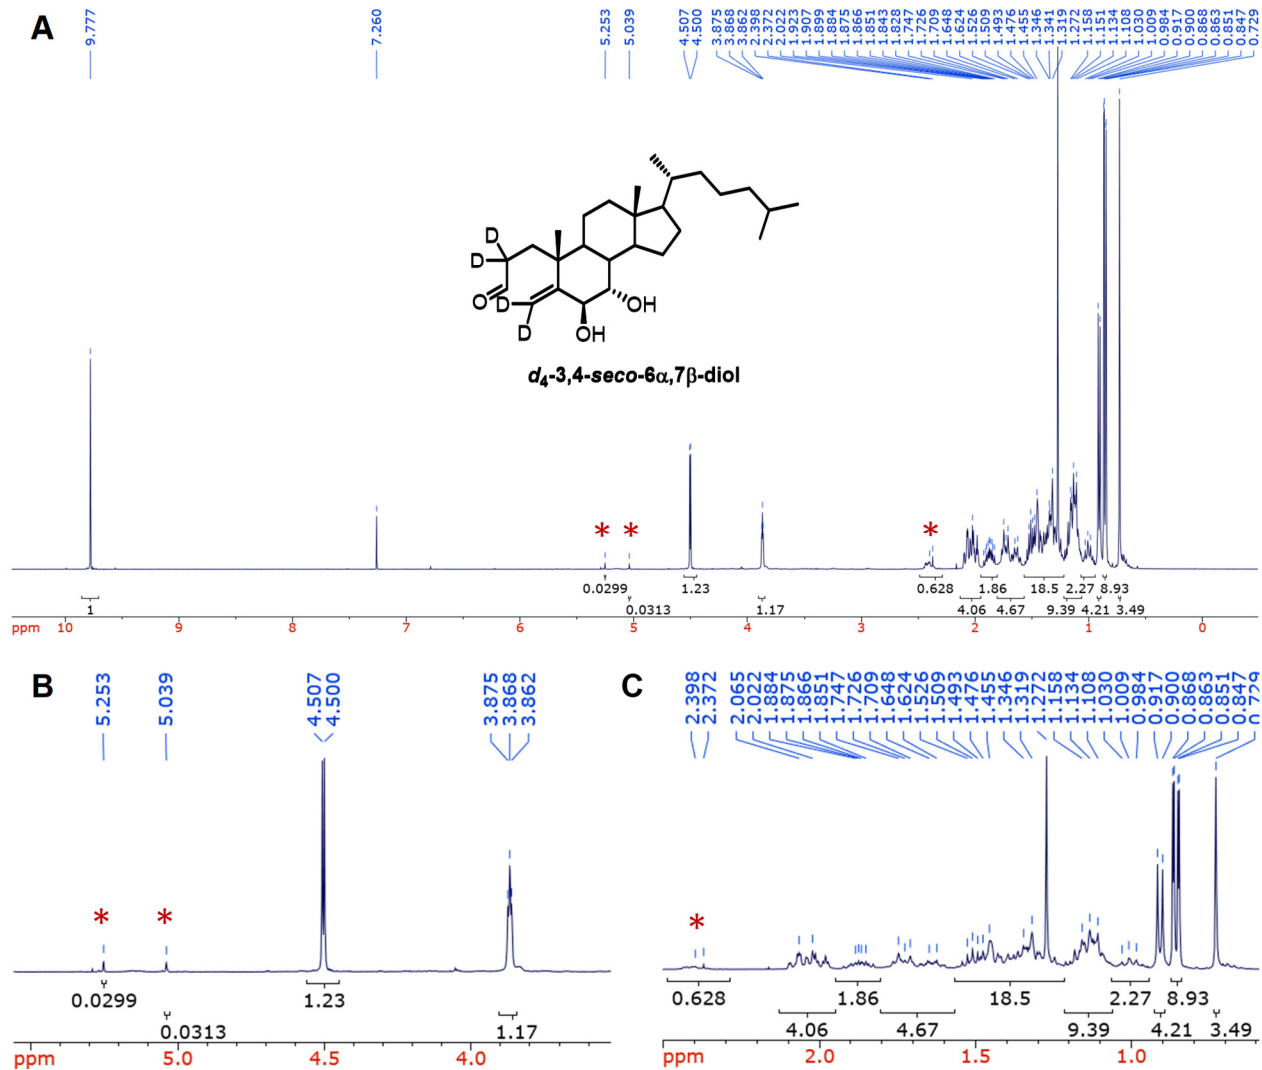 A
9.777 7.260 5.253 5.039 4.507 4.500 3.875 3.868 3.862 2.398 2.372 2.022 1.923 1.907 1.899 1.884 1.875 1.866 1.851 1.843 1.828 1.747 1.726 1.709 1.648 1.624 1.526 1.509 1.493 1.476 1.455 1.346 1.341 1.319 1.272 1.158 1.151 1.134 1.108 1.030 1.009 0.984 0.917 0.900 0.868 0.863 0.851 0.847 0.729
D
D
O D
D
OH
OH
d4-3,4-seco-6α,7β-diol
* * *
1 0.0299 0.0313 1.23 1.17 0.628 4.06 1.86 4.67 18.5 9.39 2.27 4.21 8.93 3.49
ppm 10 9 8 7 6 5 4 3 2 1 0
B
5.253 5.039 4.507 4.500 3.875 3.868 3.862
* *
0.0299 0.0313 1.23 1.17
ppm 5.0 4.5 4.0
C
2.398 2.372 2.065 2.022 1.884 1.875 1.866 1.851 1.747 1.726 1.709 1.648 1.624 1.526 1.509 1.493 1.476 1.455 1.346 1.319 1.272 1.158 1.134 1.108 1.030 1.009 0.984 0.917 0.900 0.868 0.863 0.851 0.847 0.729
*
0.628 4.06 1.86 4.67 18.5 9.39 2.27 4.21 8.93 3.49
ppm 2.0 1.5 1.0